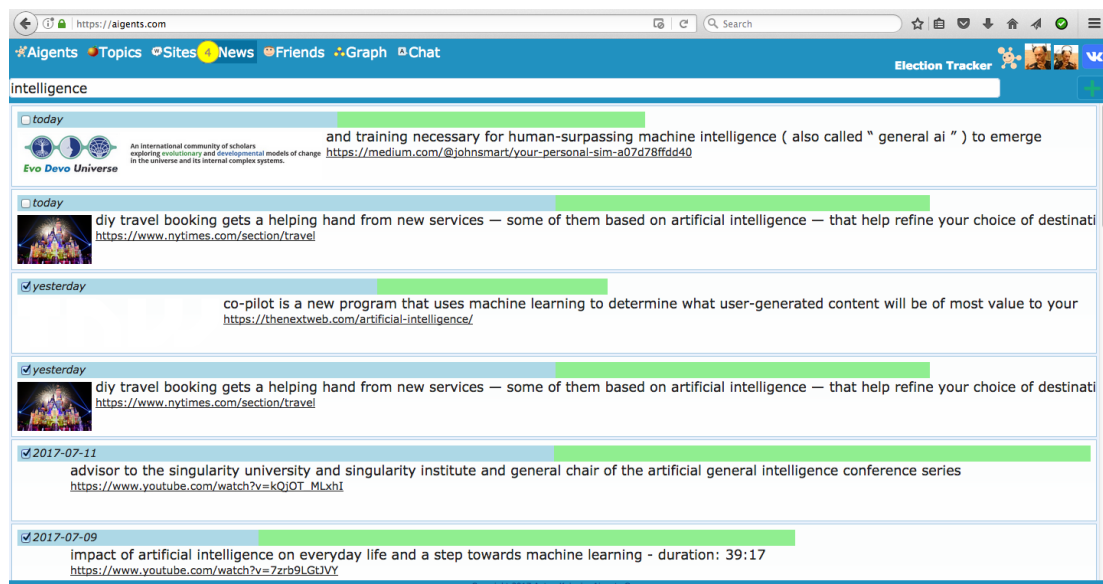 https://aigents.com
Search
Aigents Topics Sites 4 News Friends Graph Chat
Election Tracker
intelligence
today
and training necessary for human-surpassing machine intelligence ( also called “ general ai ” ) to emerge
https://medium.com/@johnsmart/your-personal-sim-a07d78ffdd40
An international community of scholars
exploring evolutionary and developmental models of change
in the universe and its internal complex systems.
Evo Devo Universe
today
diy travel booking gets a helping hand from new services — some of them based on artificial intelligence — that help refine your choice of destinati
https://www.nytimes.com/section/travel
yesterday
co-pilot is a new program that uses machine learning to determine what user-generated content will be of most value to your
https://thenextweb.com/artificial-intelligence/
yesterday
diy travel booking gets a helping hand from new services — some of them based on artificial intelligence — that help refine your choice of destinati
https://www.nytimes.com/section/travel
2017-07-11
advisor to the singularity university and singularity institute and general chair of the artificial general intelligence conference series
https://www.youtube.com/watch?v=kQjOT_MLxhI
2017-07-09
impact of artificial intelligence on everyday life and a step towards machine learning - duration: 39:17
https://www.youtube.com/watch?v=7zrb9LGtJVY